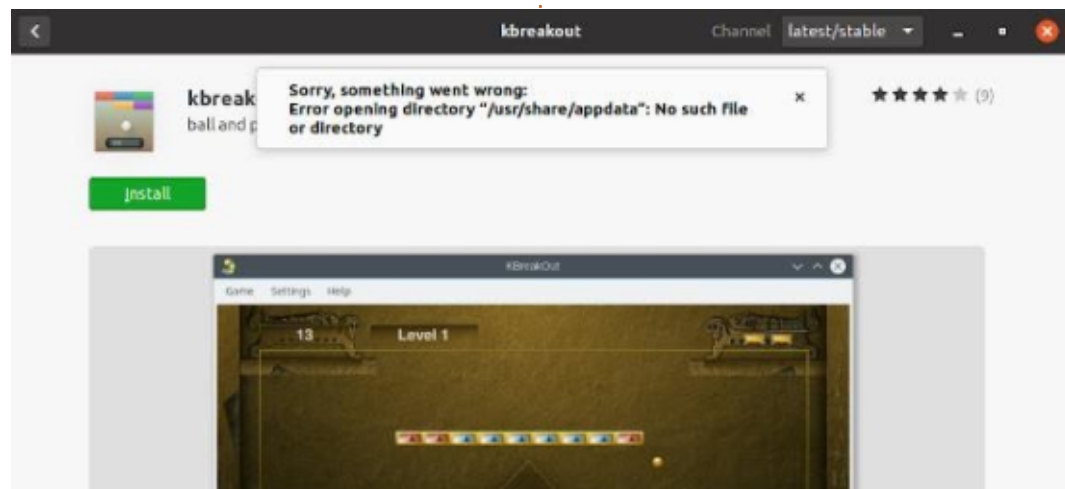 kbreakout
Channel latest/stable
kbreak
ball and p
Sorry, something went wrong:
Error opening directory "/usr/share/appdata": No such file
or directory
(9)
Install
KBreakOut
Game Settings Help
13 Level 1